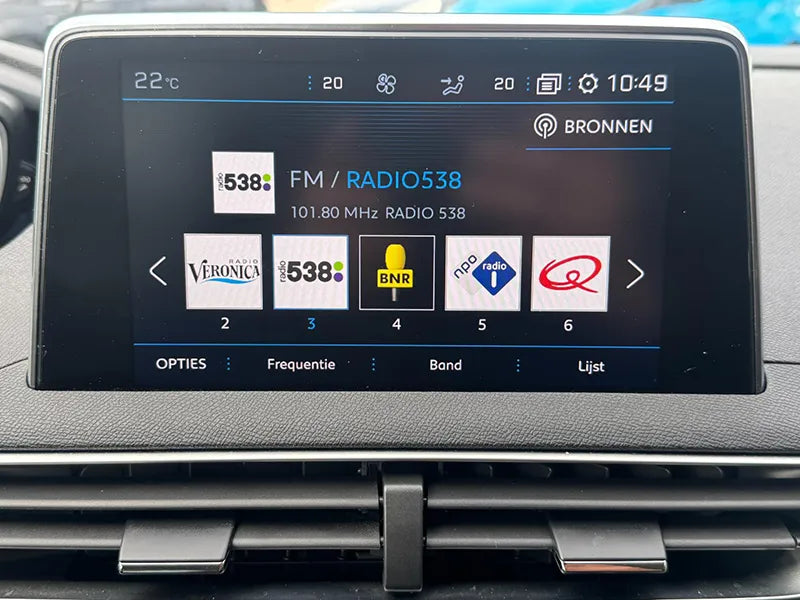 22°C 20 20 10:49
BRONNEN
radio 538
FM / RADIO538
101.80 MHz RADIO 538
RADIO VERONICA
radio 538
BNR
npo radio 1
Q
2 3 4 5 6
OPTIES Frequentie Band Lijst